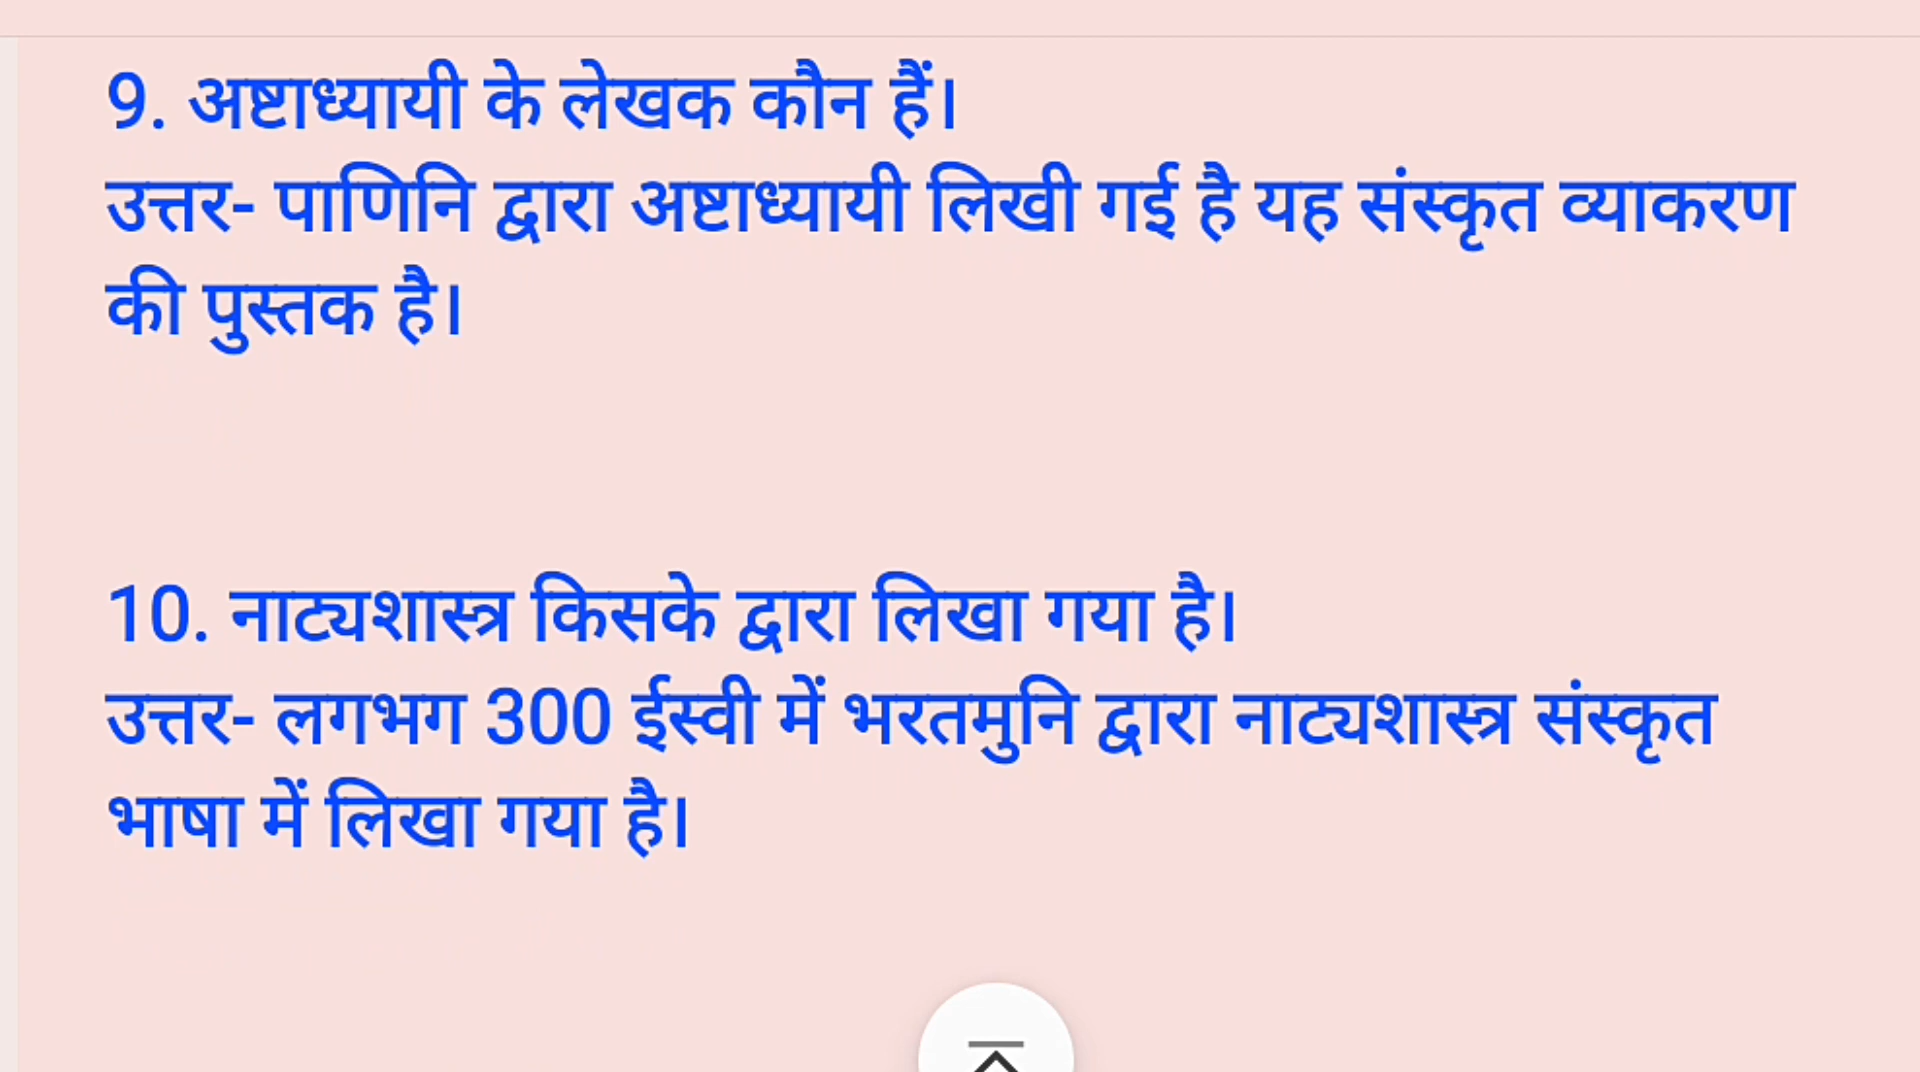 9. अष्टाध्यायी के लेखक कौन हैं।
उत्तर- पाणिनि द्वारा अष्टाध्यायी लिखी गई है यह संस्कृत व्याकरण
की पुस्तक है।
10. नाट्यशास्त्र किसके द्वारा लिखा गया है।
उत्तर- लगभग 300 ईस्वी में भरतमुनि द्वारा नाट्यशास्त्र संस्कृत
भाषा में लिखा गया है।